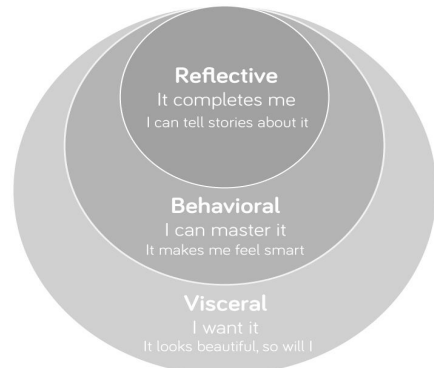 Reflective
It completes me
I can tell stories about it
Behavioral
I can master it
It makes me feel smart
Visceral
I want it
It looks beautiful, so will I